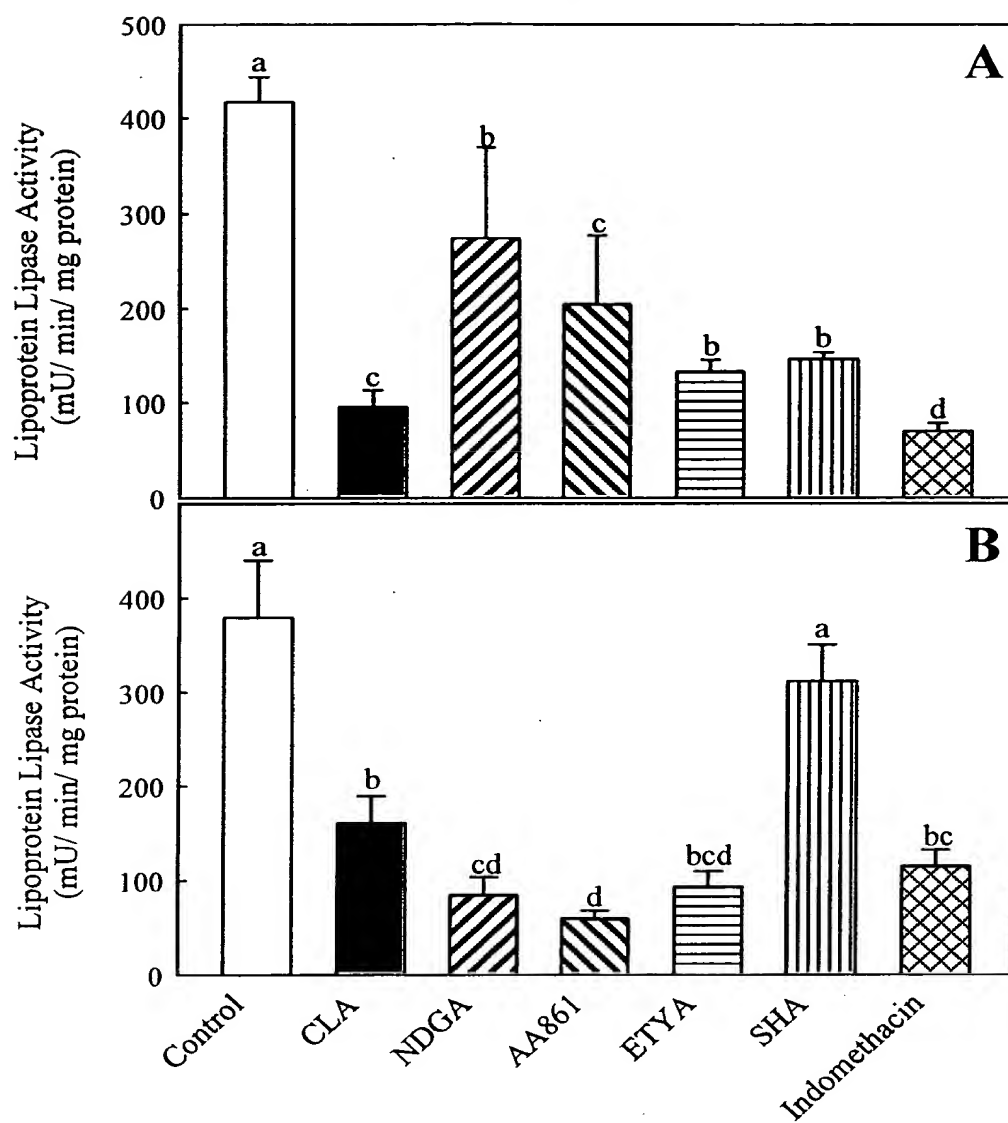 A
Lipoprotein Lipase Activity
(mU/ min/ mg protein)
500
400
300
200
100
0
a
c
b
c
b
b
d
B
Lipoprotein Lipase Activity
(mU/ min/ mg protein)
400
300
200
100
0
a
b
cd
d
bcd
a
bc
Control
CLA
NDGA
AA861
ETYA
SHA
Indomethacin